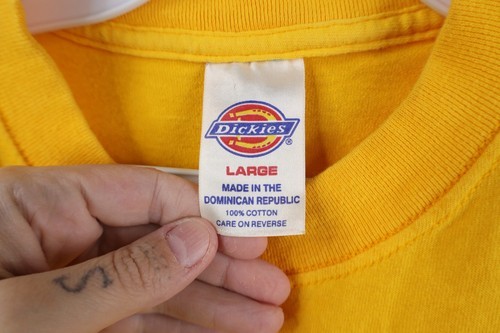 Dickies®
LARGE
MADE IN THE
DOMINICAN REPUBLIC
100% COTTON
CARE ON REVERSE
S